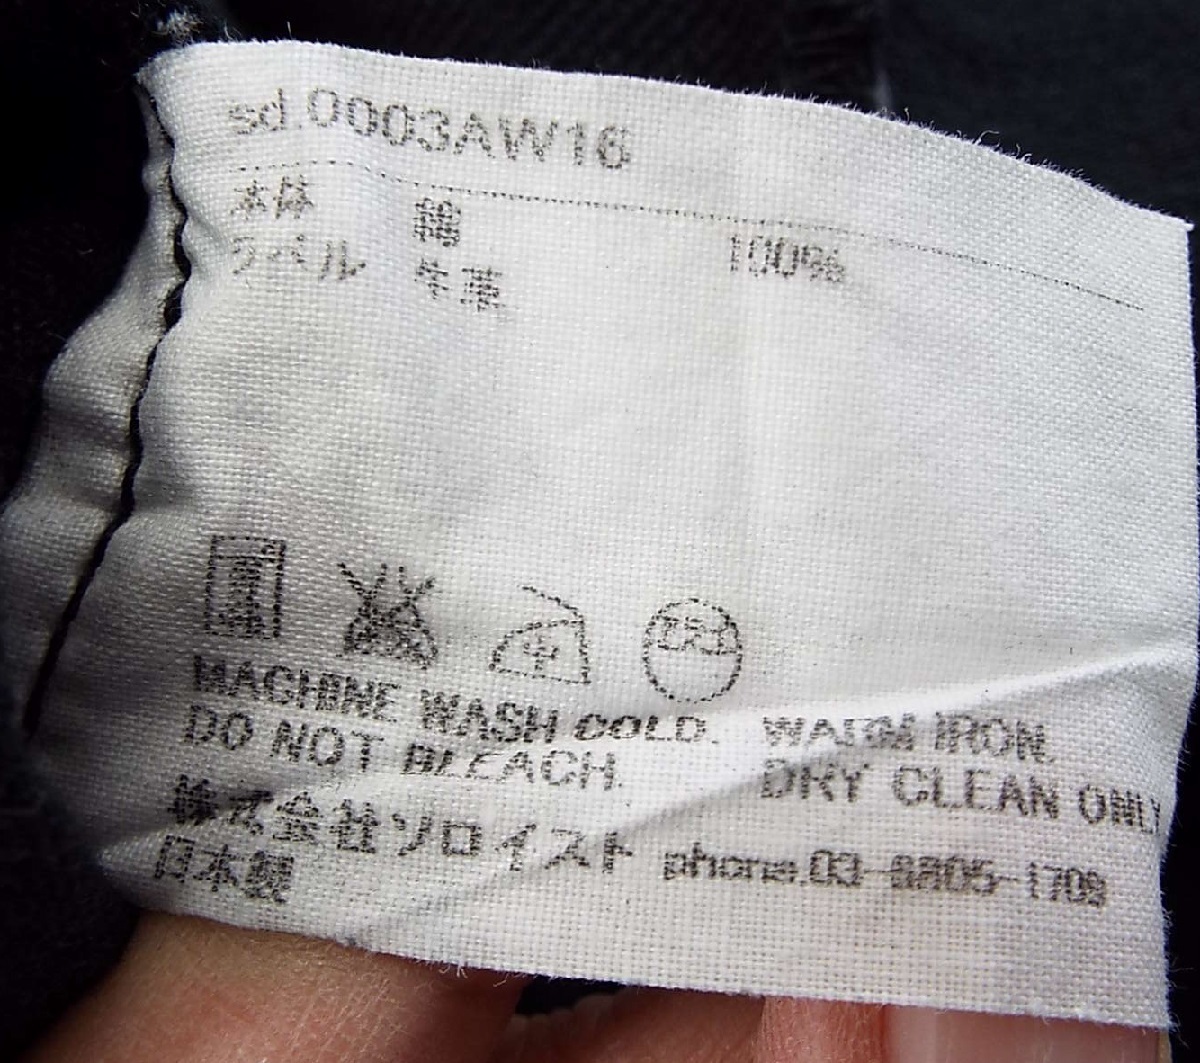 sd.0003AW16
本体 綿 100%
ラベル 牛革
中
MACHINE WASH COLD. WARM IRON.
DO NOT BLEACH. DRY CLEAN ONLY
株式会社ソロイスト phone.03-6805-1709
日本製